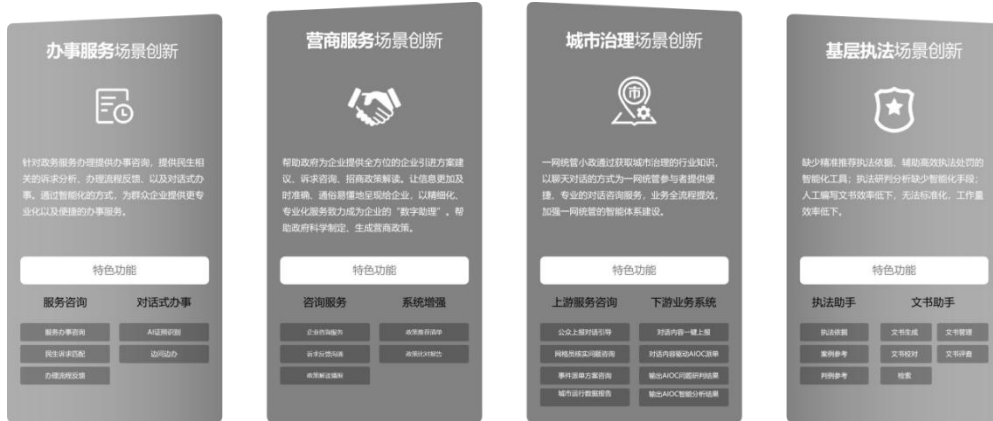 办事服务场景创新
针对政务服务办理提供办事咨询，提供民生相
关的诉求分析、办理流程反馈、以及对话式办
事。通过智能化的方式，为群众企业提供更专
业化以及便捷的办事服务。
特色功能
服务咨询 对话式办事
服务办事咨询 AI证照识别
民生诉求匹配 边问边办
办理流程反馈
营商服务场景创新
帮助政府为企业提供全方位的企业引进方案建
议、诉求咨询、招商政策解读。让信息更加及
时准确、通俗易懂地呈现给企业，以精细化、
专业化服务致力成为企业的“数字助理”。帮
助政府科学制定，生成营商政策。
特色功能
咨询服务 系统增强
企业咨询服务 政策推荐清单
诉求反馈沟通 政策比对报告
政策解读播报
城市治理场景创新
市
一网统管小政通过获取城市治理的行业知识，
以聊天对话的方式为一网统管参与者提供便
捷、专业的对话咨询服务，业务全流程提效，
加强一网统管的智能体系建设。
特色功能
上游服务咨询 下游业务系统
公众上报对话引导 对话内容一键上报
网格员核实问题咨询 对话内容驱动AIOC派单
事件派单方案咨询 输出AIOC问题研判结果
城市运行数据报告 输出AIOC智能分析结果
基层执法场景创新
缺少精准推荐执法依据、辅助高效执法处罚的
智能化工具；执法研判分析缺少智能化手段；
人工编写文书效率低下，无法标准化，工作量
效率低下。
特色功能
执法助手 文书助手
执法依据 文书生成 文书管理
案例参考 文书校对 文书评查
判例参考 检索